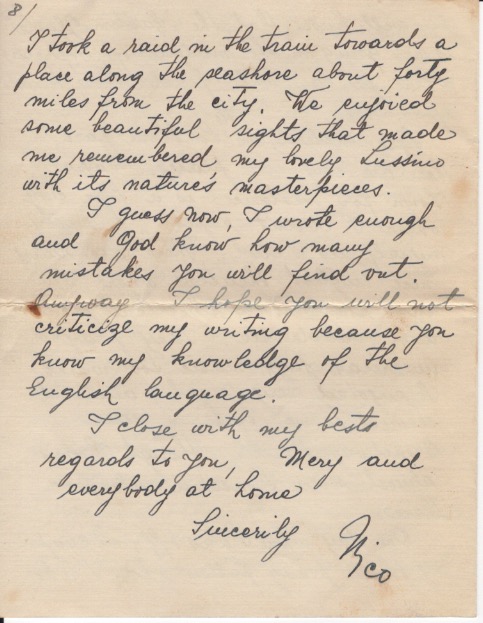 8/
I took a raid in the train towards a
place along the seashore about forty
miles from the city. We enjoied
some beautiful sights that made
me remembered my lovely Lussino
with its nature's masterpieces.
I guess now, I wrote enough
and God know how many
mistakes you will find out.
Anyway I hope you will not
criticize my writing because you
know my knowledge of the
English language.
I close with my bests
regards to you, Mery and
everybody at home
Sincerily
Nico